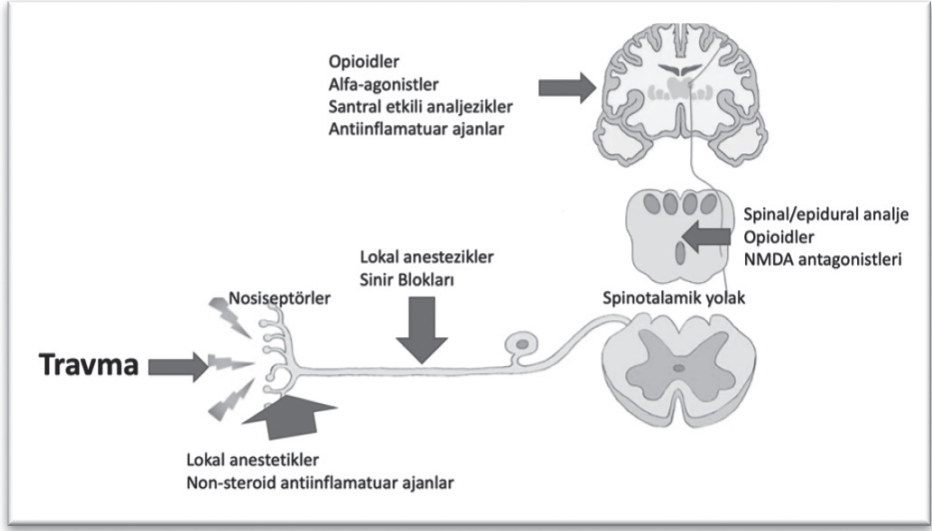 Opioidler
Alfa-agonistler
Santral etkili analjezikler
Antiinflamatuar ajanlar
Spinal/epidural analje
Opioidler
NMDA antagonistleri
Lokal anestezikler
Sinir Blokları
Nosiseptörler
Spinotalamik yolak
Travma
Lokal anestetikler
Non-steroid antiinflamatuar ajanlar